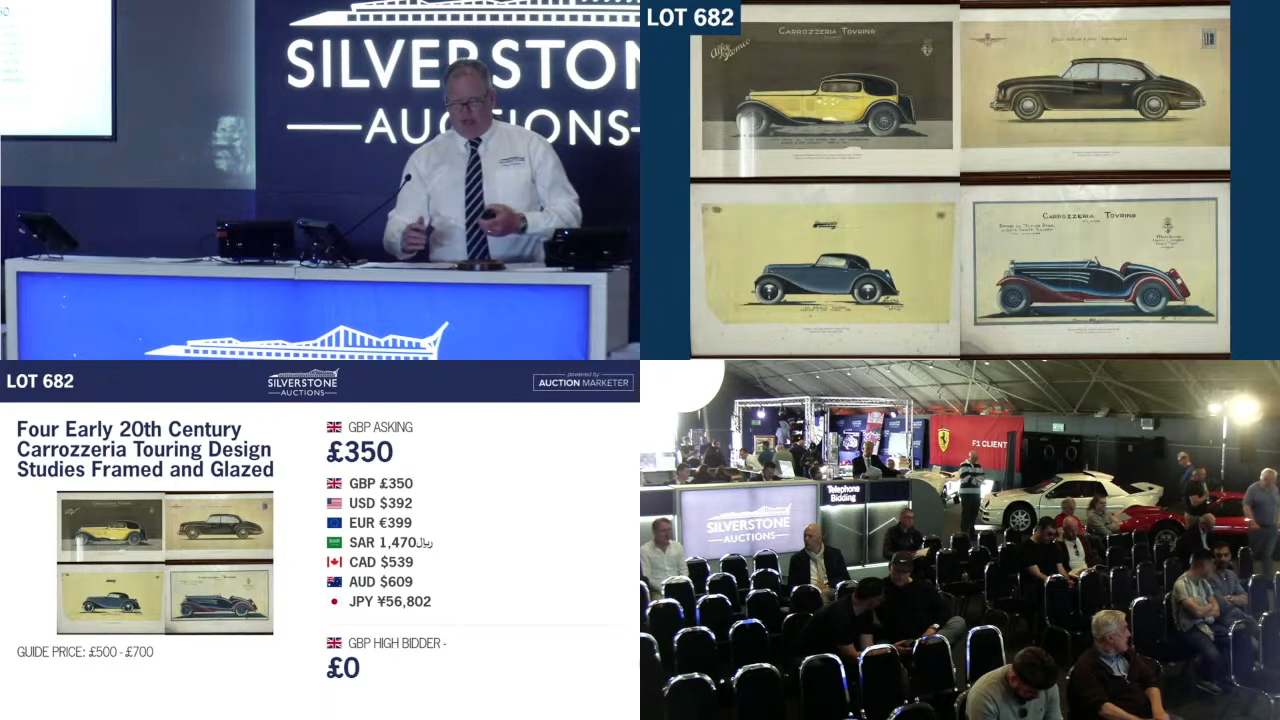 SILVERSTON
AUCTIONS
LOT 682
CARROZZERIA TOURING
Alfa Romeo
CARROZZERIA TOURING
LOT 682
SILVERSTONE
AUCTIONS
powered by
AUCTION MARKETER
Four Early 20th Century
Carrozzeria Touring Design
Studies Framed and Glazed
GUIDE PRICE: £500 - £700
GBP ASKING
£350
GBP £350
USD $392
EUR €399
SAR 1,470﷼
CAD $539
AUD $609
JPY ¥56,802
GBP HIGH BIDDER -
£0
F1 CLIENT
Telephone
Bidding
SILVERSTONE
AUCTIONS